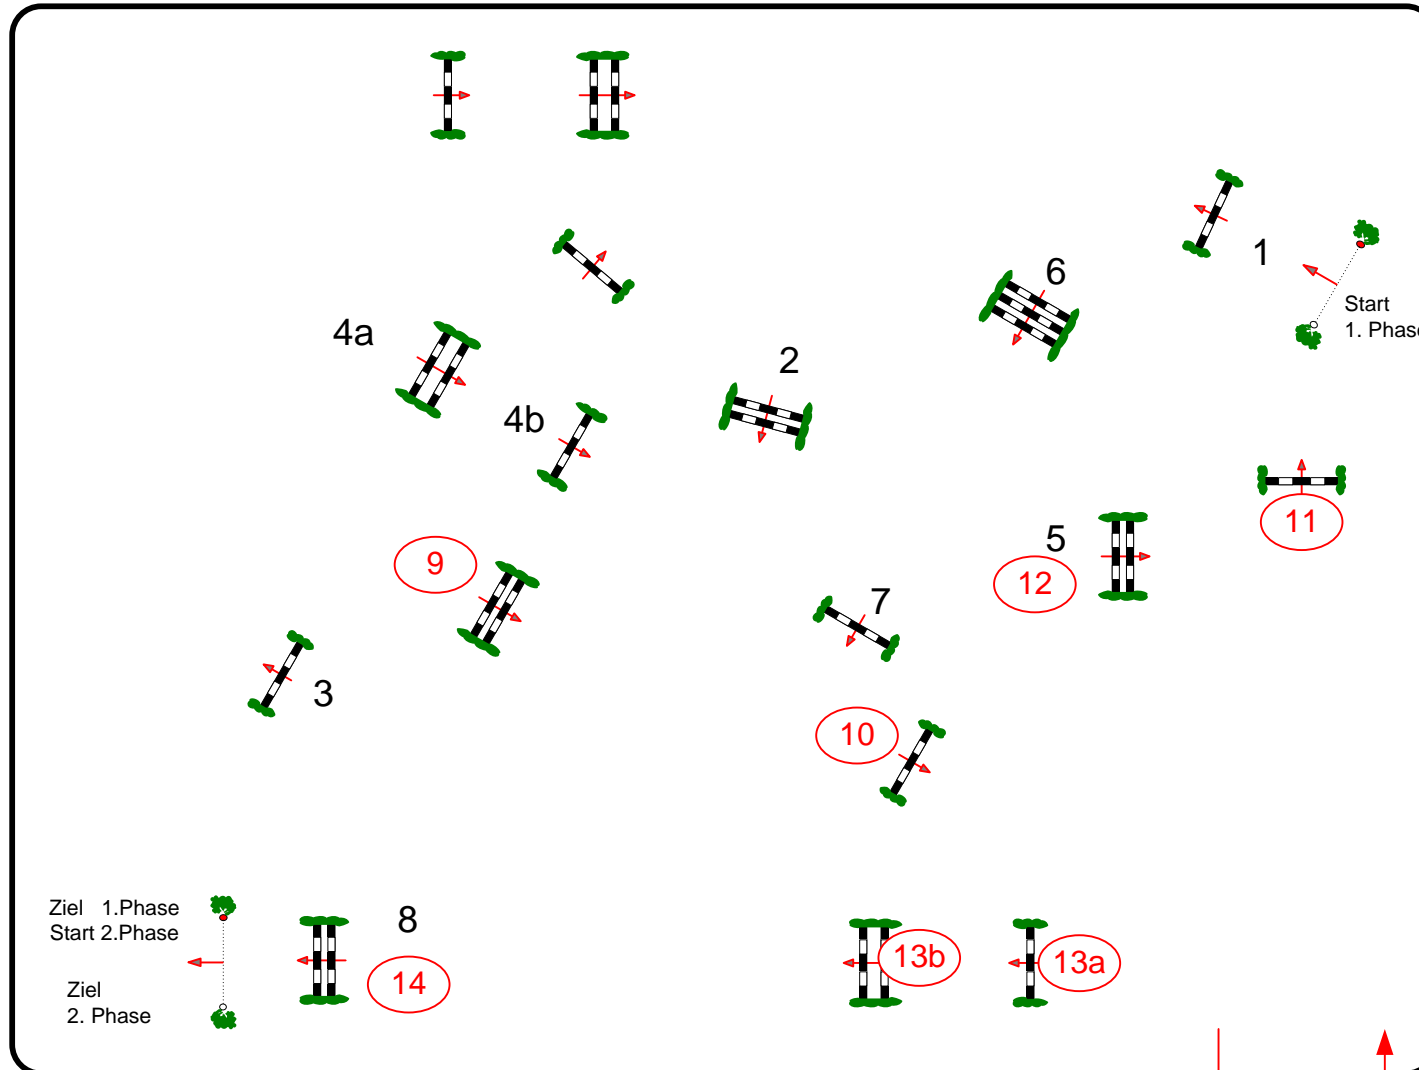 1
6
Start
1. Phase
4a
2
4b
11
5
9
12
7
3
10
Ziel 1.Phase
Start 2.Phase
8
13b
13a
14
Ziel
2. Phase